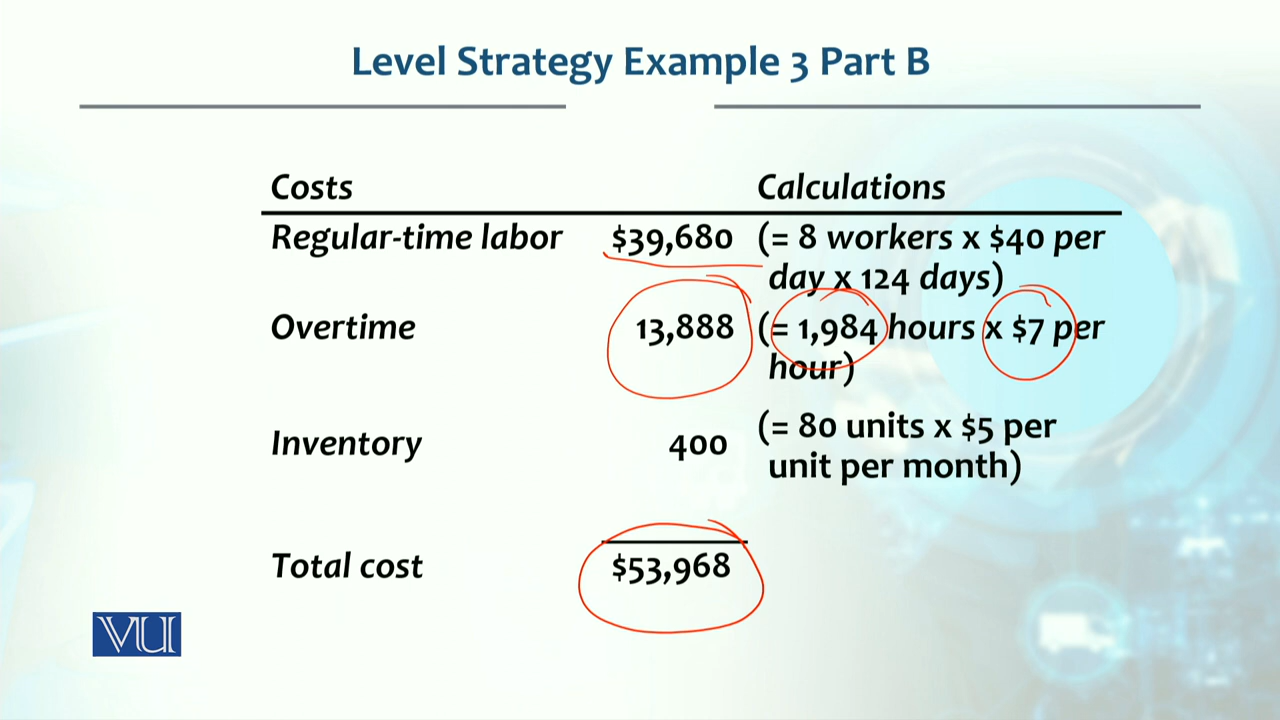 Level Strategy Example 3 Part B
Costs Calculations
Regular-time labor $39,680 (= 8 workers x $40 per
day x 124 days)
Overtime 13,888 (= 1,984 hours x $7 per
hour)
Inventory 400 (= 80 units x $5 per
unit per month)
Total cost $53,968
VU